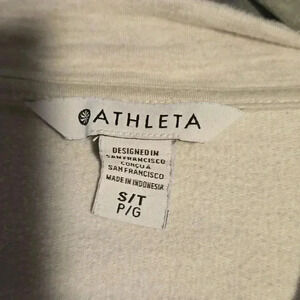 ATHLETA
DESIGNED IN
SAN FRANCISCO
CONÇU À
SAN FRANCISCO
MADE IN INDONESIA
S/T
P/G